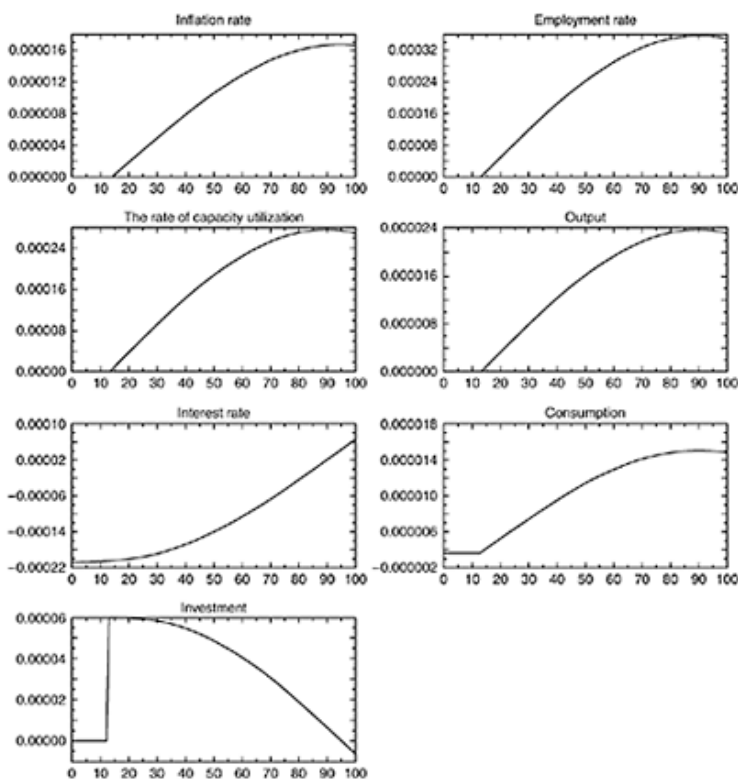 Inflation rate
0.000016
0.000012
0.000008
0.000004
0.000000
0 10 20 30 40 50 60 70 80 90 100
Employment rate
0.00032
0.00024
0.00016
0.00008
0.00000
0 10 20 30 40 50 60 70 80 90 100
The rate of capacity utilization
0.00024
0.00016
0.00008
0.00000
0 10 20 30 40 50 60 70 80 90 100
Output
0.000024
0.000016
0.000008
0.000000
0 10 20 30 40 50 60 70 80 90 100
Interest rate
0.00010
0.00002
−0.00006
−0.00014
−0.00022
0 10 20 30 40 50 60 70 80 90 100
Consumption
0.000018
0.000014
0.000010
0.000006
−0.000002
0 10 20 30 40 50 60 70 80 90 100
Investment
0.00006
0.00004
0.00002
0.00000
0 10 20 30 40 50 60 70 80 90 100